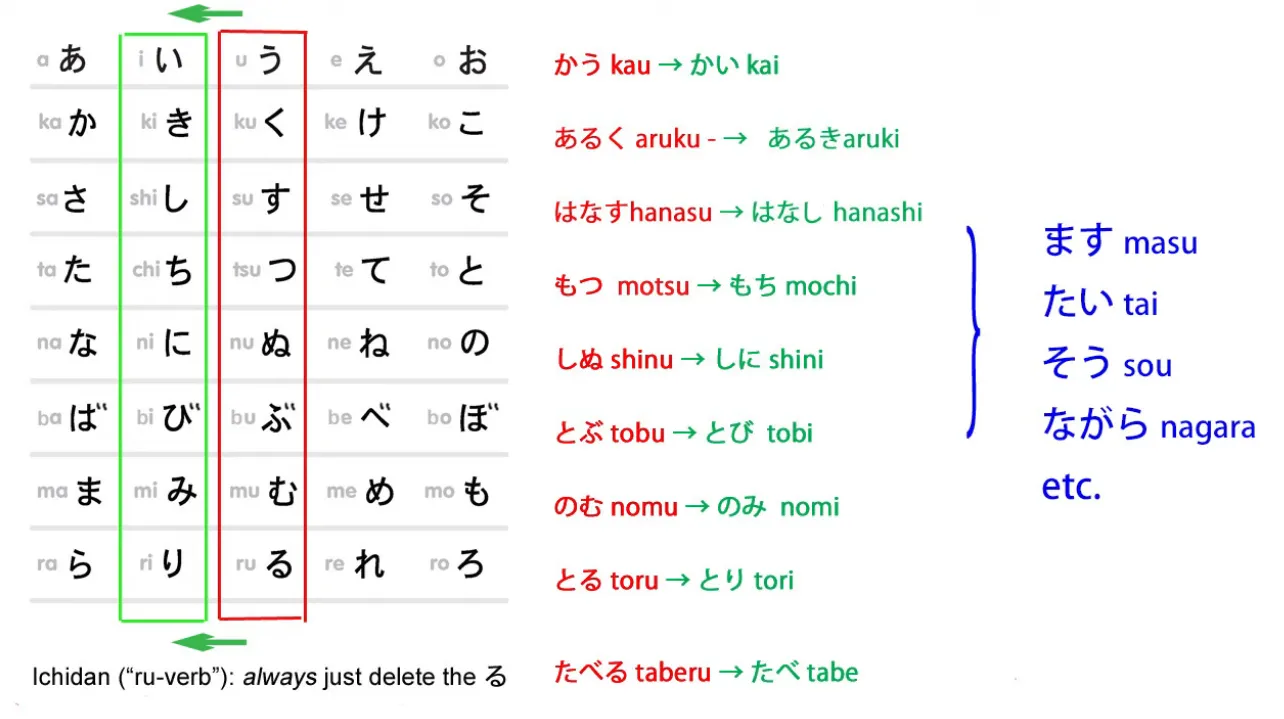 a あ i い u う e え o お
ka か ki き ku く ke け ko こ
sa さ shi し su す se せ so そ
ta た chi ち tsu つ te て to と
na な ni に nu ぬ ne ね no の
ba ば bi び bu ぶ be べ bo ぼ
ma ま mi み mu む me め mo も
ra ら ri り ru る re れ ro ろ
Ichidan (“ru-verb”): always just delete the る
かう kau → かい kai
あるく aruku - → あるきaruki
はなすhanasu → はなし hanashi
もつ motsu → もち mochi
しぬ shinu → しに shini
とぶ tobu → とび tobi
のむ nomu → のみ nomi
とる toru → とり tori
たべる taberu → たべ tabe
ます masu
たい tai
そう sou
ながら nagara
etc.